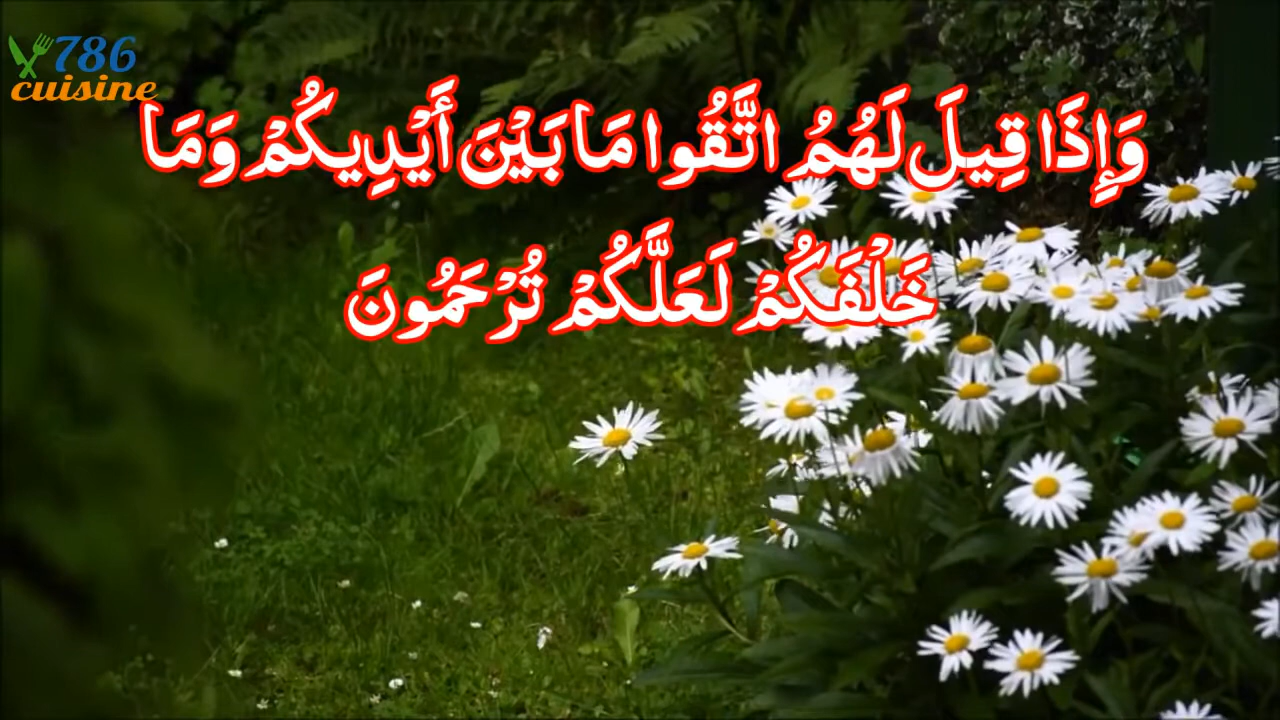 786
cuisine
وَإِذَا قِيلَ لَهُمُ اتَّقُوا مَا بَيْنَ أَيْدِيكُمْ وَمَا
خَلْفَكُمْ لَعَلَّكُمْ تُرْحَمُونَ